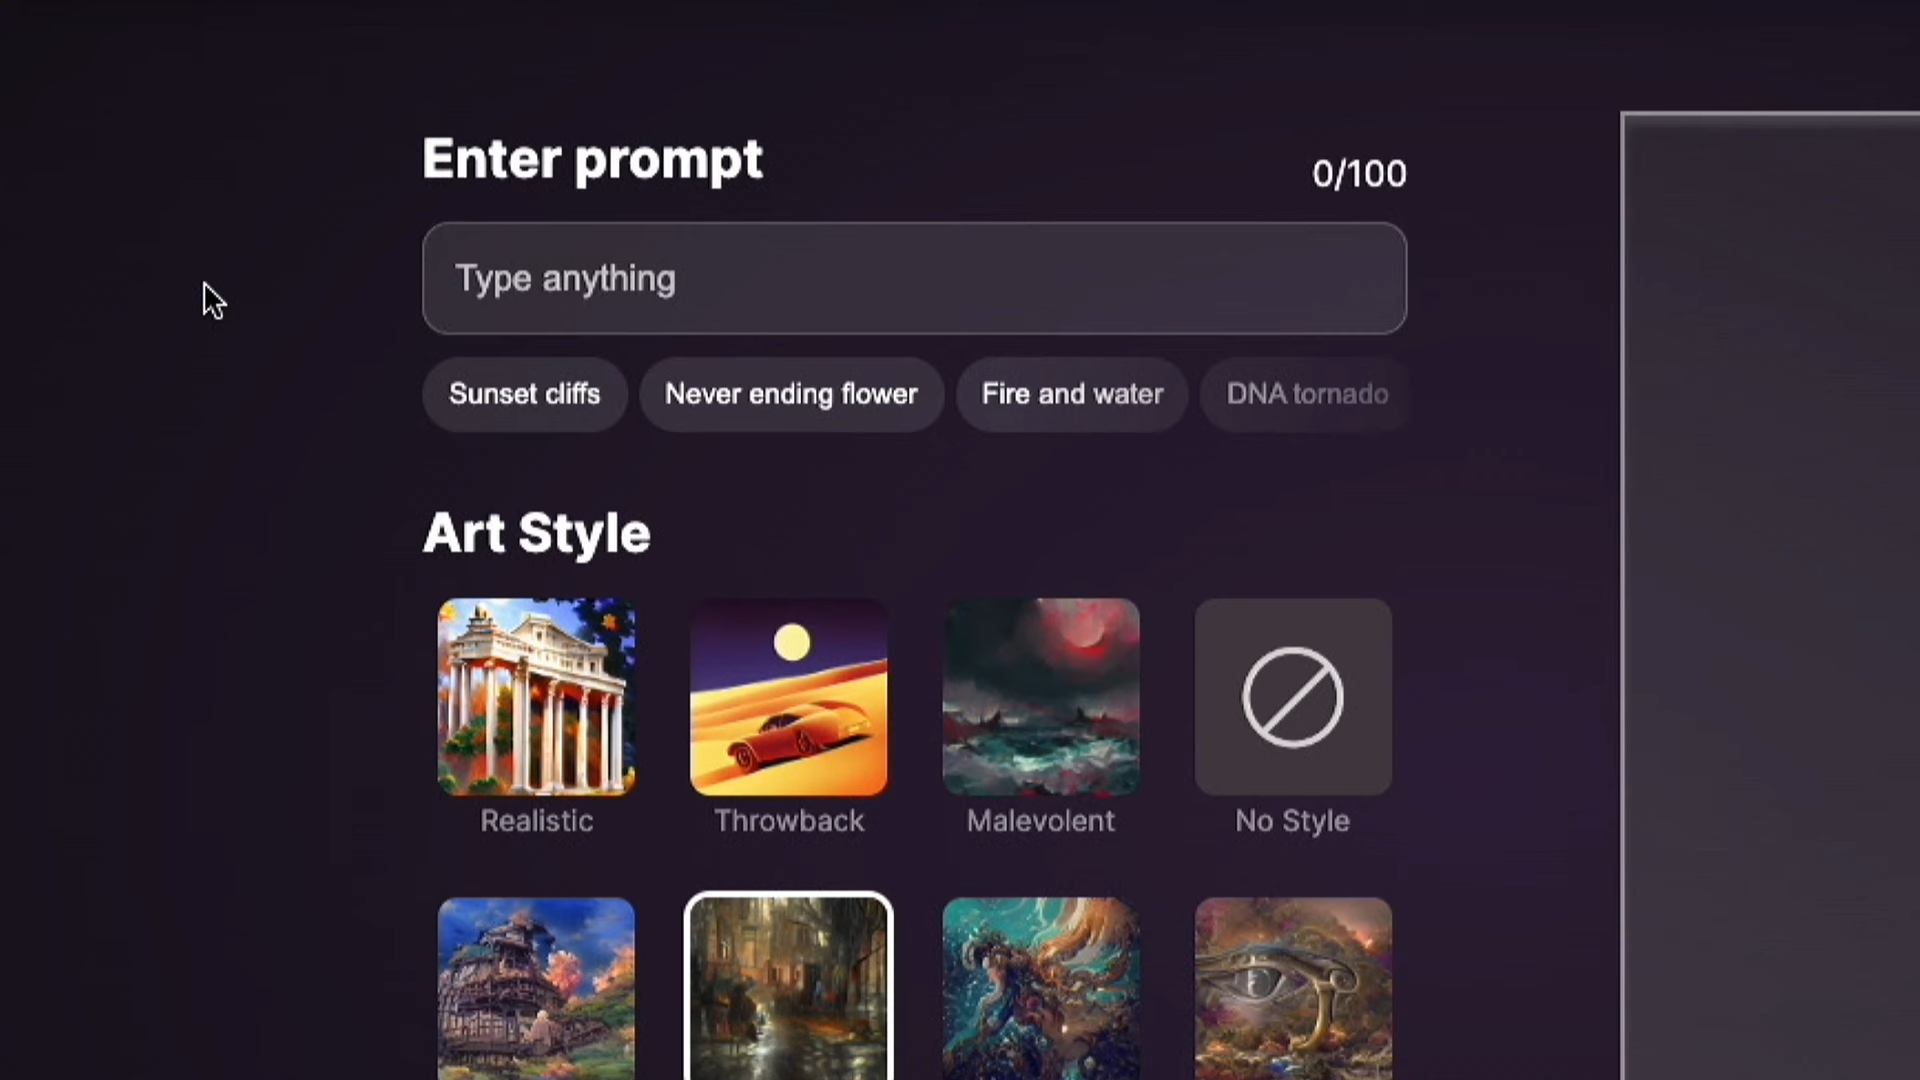 Enter prompt
0/100
Type anything
Sunset cliffs
Never ending flower
Fire and water
DNA tornado
Art Style
Realistic
Throwback
Malevolent
No Style